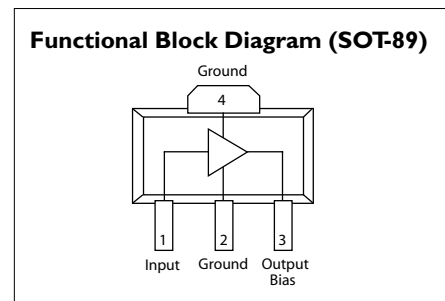 Functional Block Diagram (SOT-89)
Ground
4
1 2 3
Input Ground Output
Bias